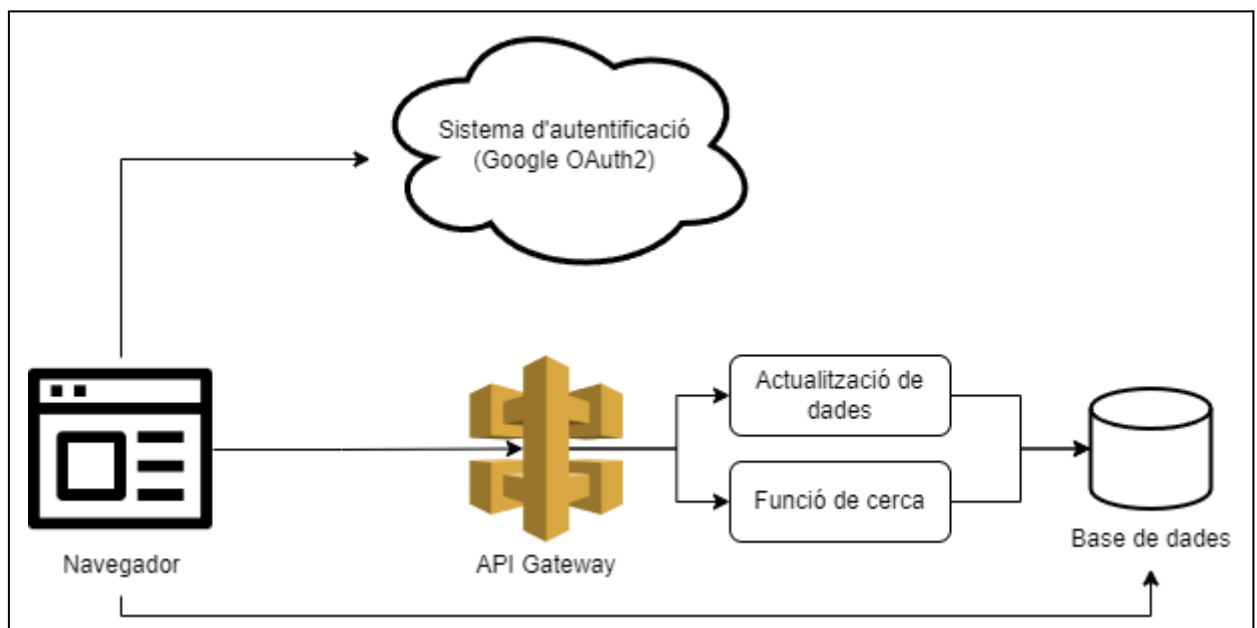 Sistema d'autentificació
(Google OAuth2)
Actualització de
dades
Funció de cerca
Navegador
API Gateway
Base de dades